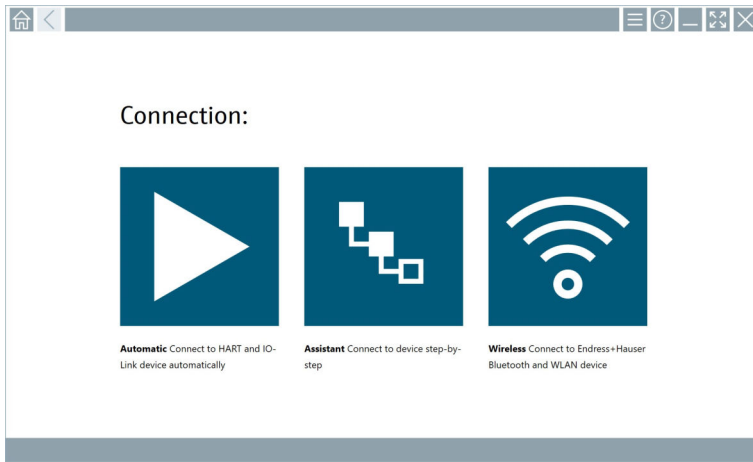 Connection:
Automatic Connect to HART and IO-
Link device automatically
Assistant Connect to device step-by-
step
Wireless Connect to Endress+Hauser
Bluetooth and WLAN device